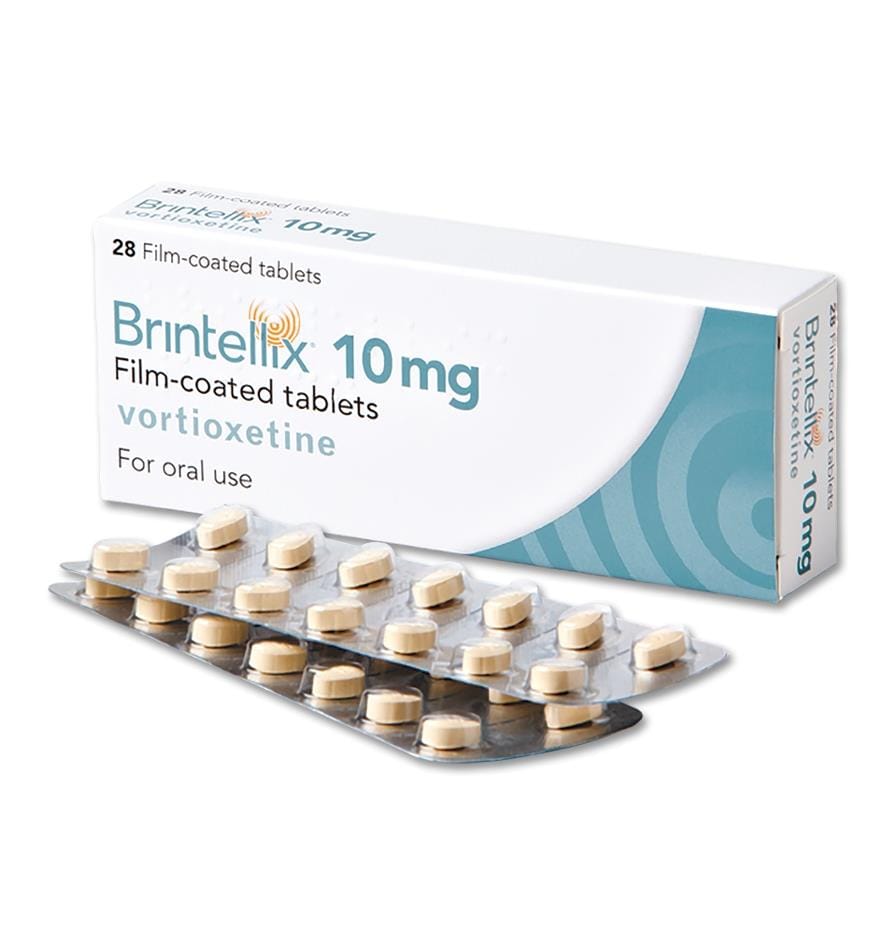 28 Film-coated tablets
Brintellix 10 mg
vortioxetine
28 Film-coated tablets
Brintellix® 10 mg
Film-coated tablets
vortioxetine
For oral use
28 Film-coated tablets
Brintellix 10 mg
vortioxetine